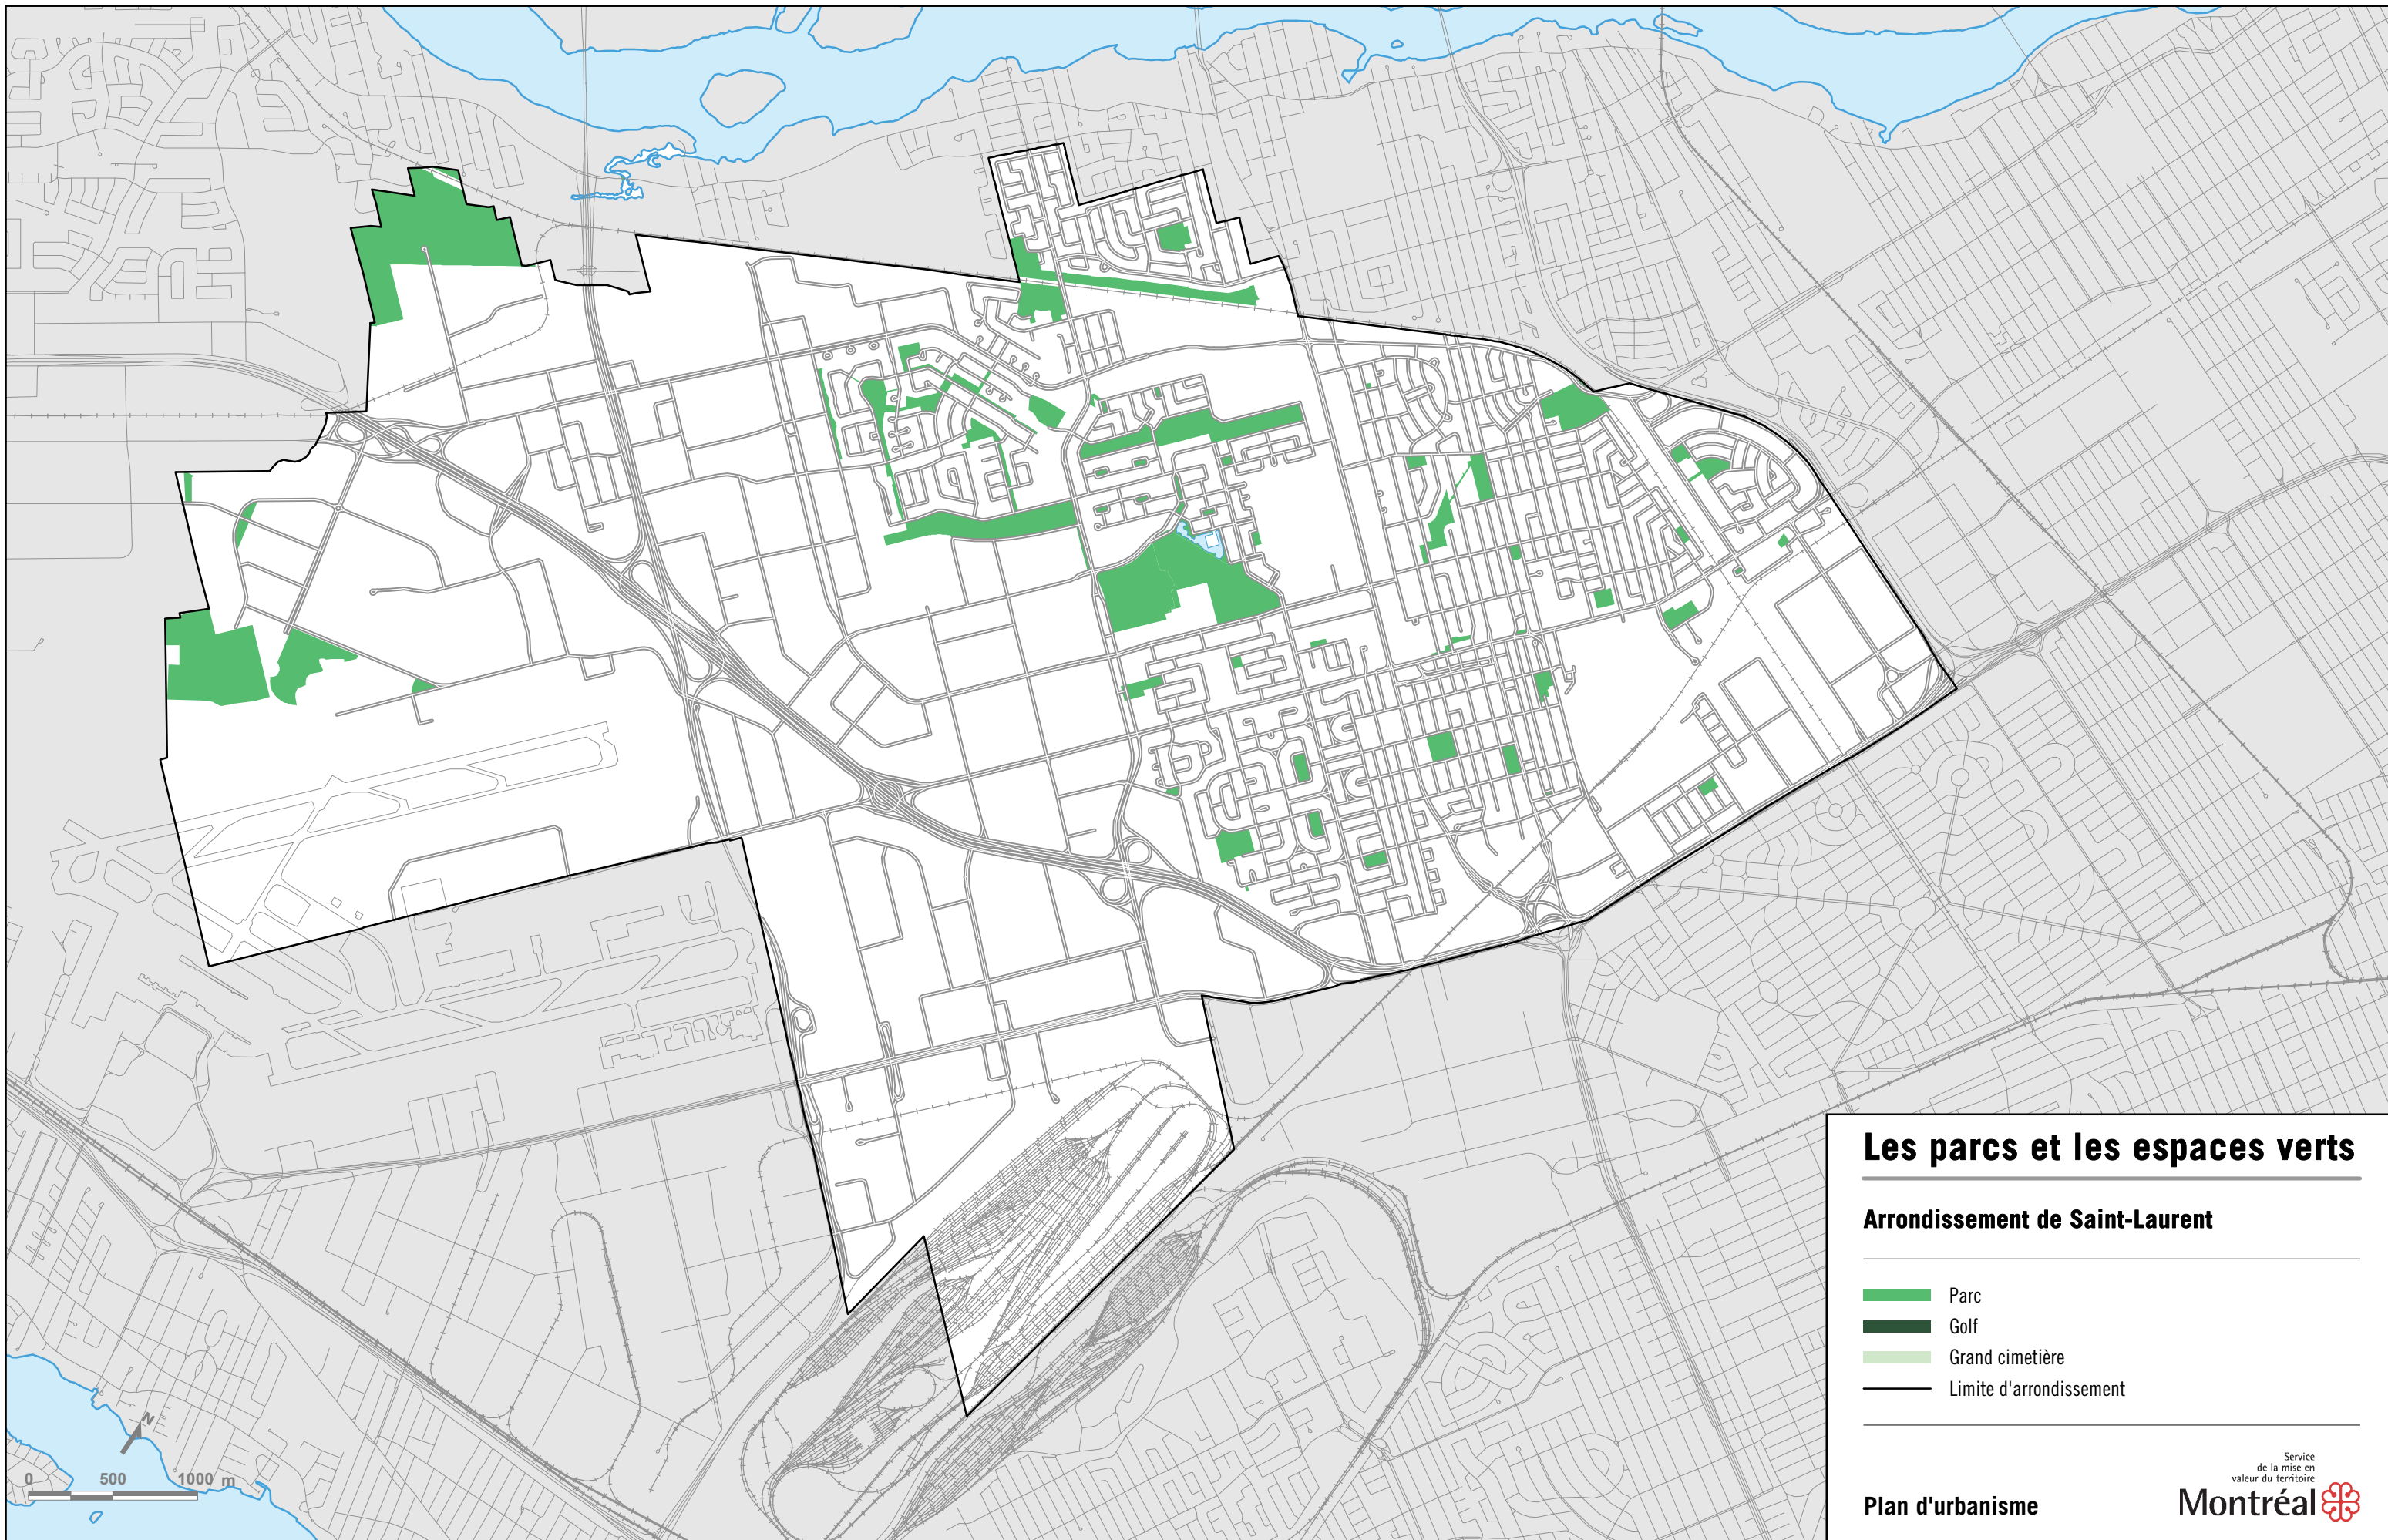 Les parcs et les espaces verts
Arrondissement de Saint-Laurent
Parc
Golf
Grand cimetière
Limite d'arrondissement
Service
de la mise en
valeur du territoire
Plan d'urbanisme
Montréal
N
0 500 1000 m